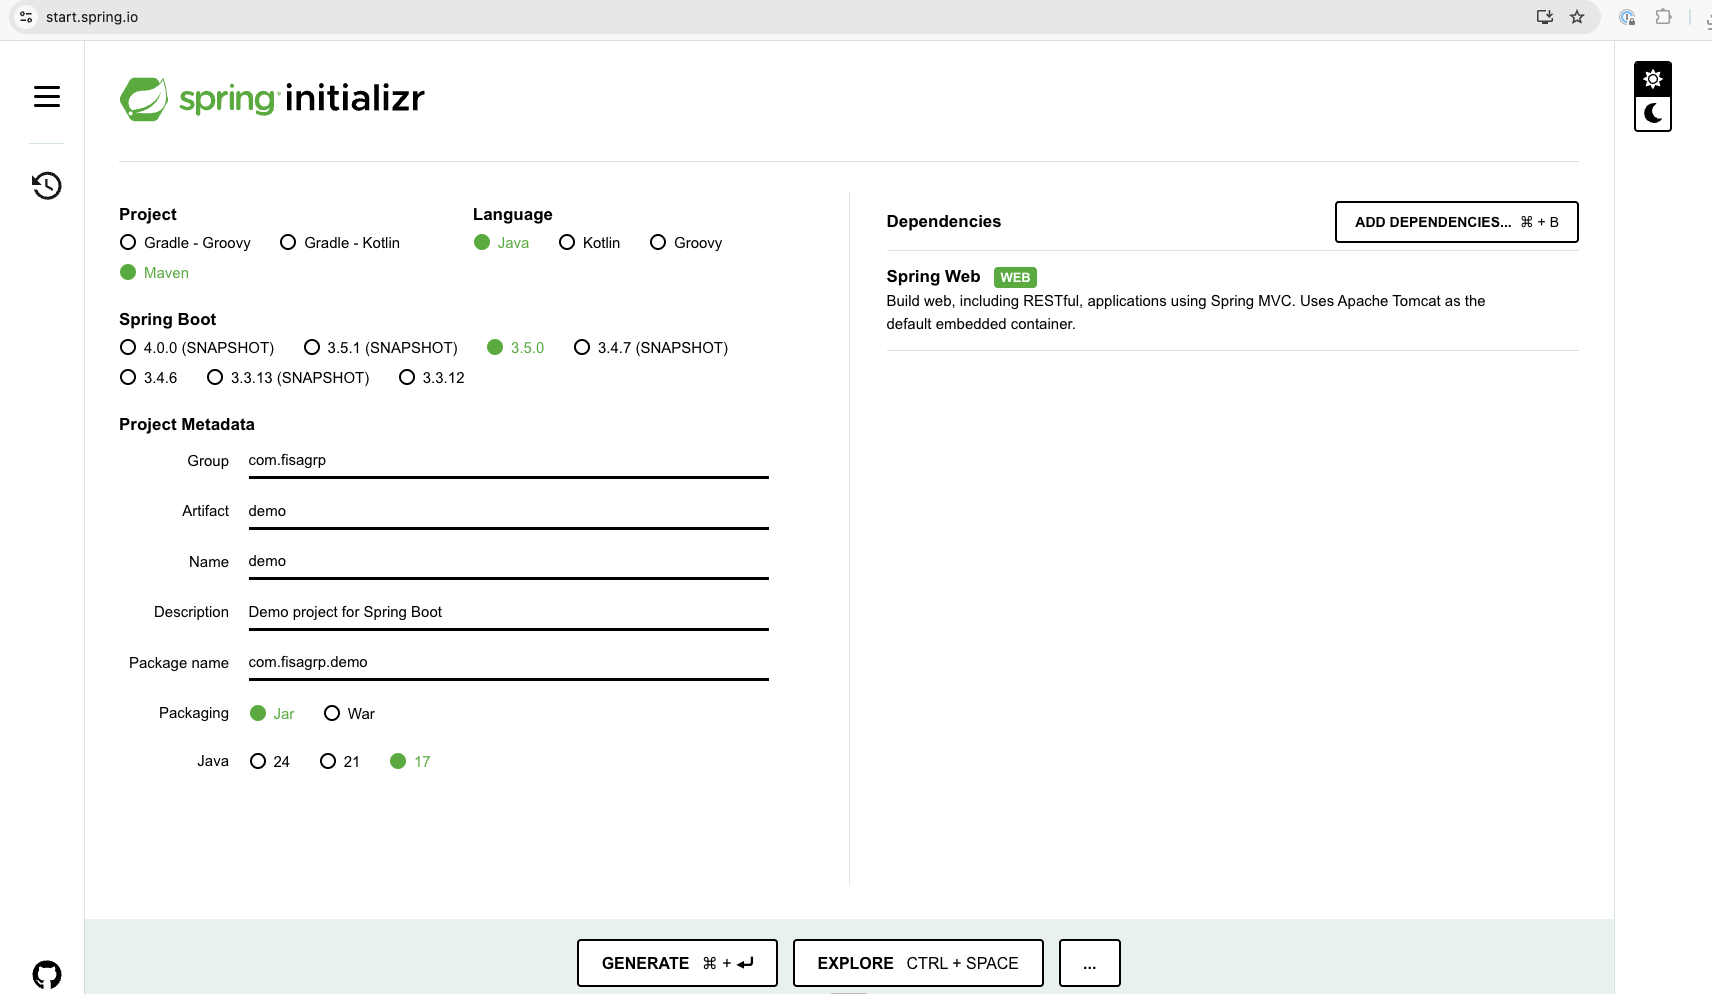 start.spring.io
spring initializr
Project
Gradle - Groovy Gradle - Kotlin
Maven
Language
Java Kotlin Groovy
Spring Boot
4.0.0 (SNAPSHOT) 3.5.1 (SNAPSHOT) 3.5.0 3.4.7 (SNAPSHOT)
3.4.6 3.3.13 (SNAPSHOT) 3.3.12
Project Metadata
Group com.fisagrp
Artifact demo
Name demo
Description Demo project for Spring Boot
Package name com.fisagrp.demo
Packaging Jar War
Java 24 21 17
Dependencies
ADD DEPENDENCIES... ⌘ + B
Spring Web WEB
Build web, including RESTful, applications using Spring MVC. Uses Apache Tomcat as the
default embedded container.
GENERATE ⌘ + ⏎
EXPLORE CTRL + SPACE
...